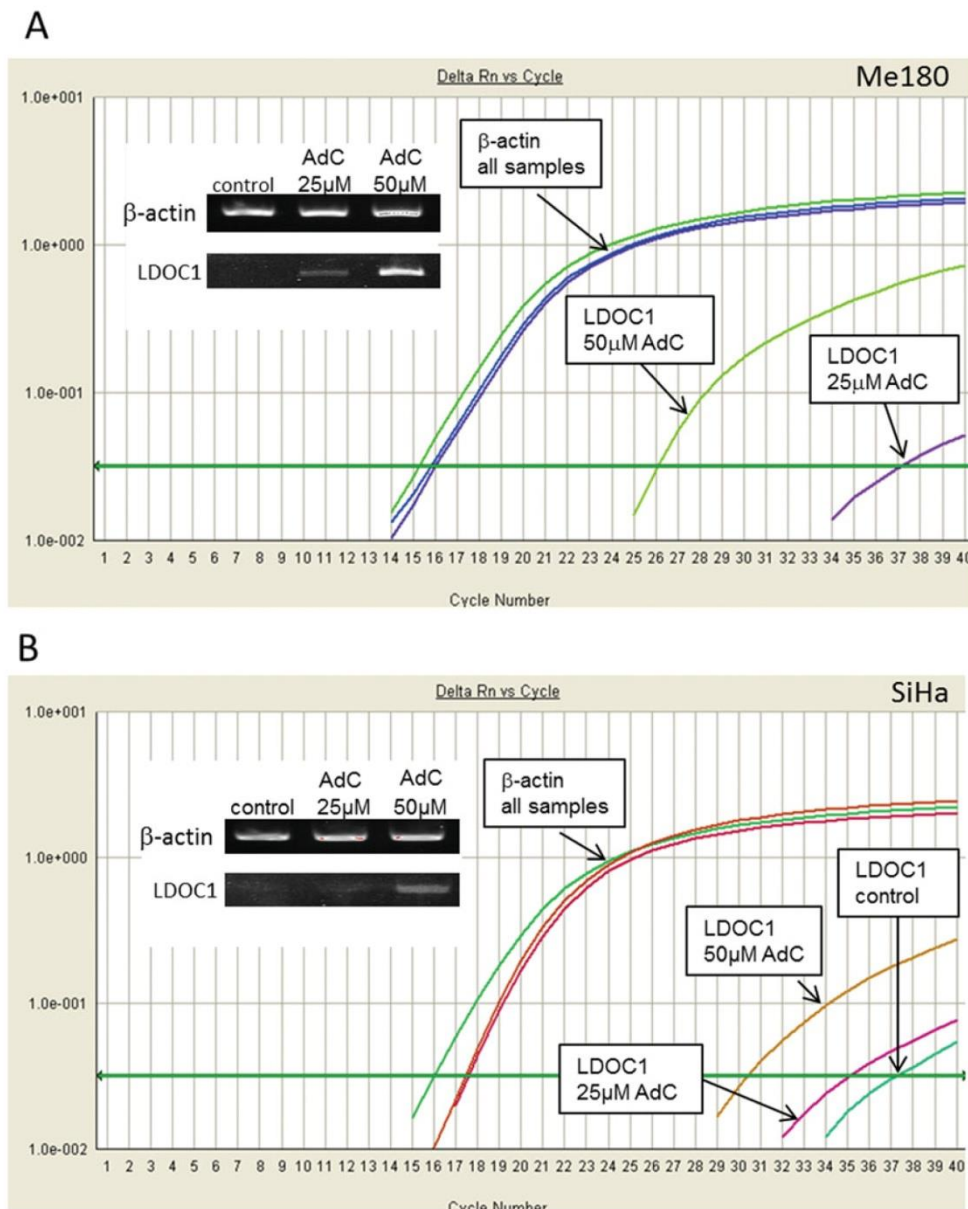 A
Delta Rn vs Cycle
Me180
1.0e+001
1.0e+000
1.0e-001
1.0e-002
control
AdC
25µM
AdC
50µM
β-actin
LDOC1
β-actin
all samples
LDOC1
50µM AdC
LDOC1
25µM AdC
1 2 3 4 5 6 7 8 9 10 11 12 13 14 15 16 17 18 19 20 21 22 23 24 25 26 27 28 29 30 31 32 33 34 35 36 37 38 39 40
Cycle Number
B
Delta Rn vs Cycle
SiHa
1.0e+001
1.0e+000
1.0e-001
1.0e-002
control
AdC
25µM
AdC
50µM
β-actin
LDOC1
β-actin
all samples
LDOC1
control
LDOC1
50µM AdC
LDOC1
25µM AdC
1 2 3 4 5 6 7 8 9 10 11 12 13 14 15 16 17 18 19 20 21 22 23 24 25 26 27 28 29 30 31 32 33 34 35 36 37 38 39 40
Cycle Number